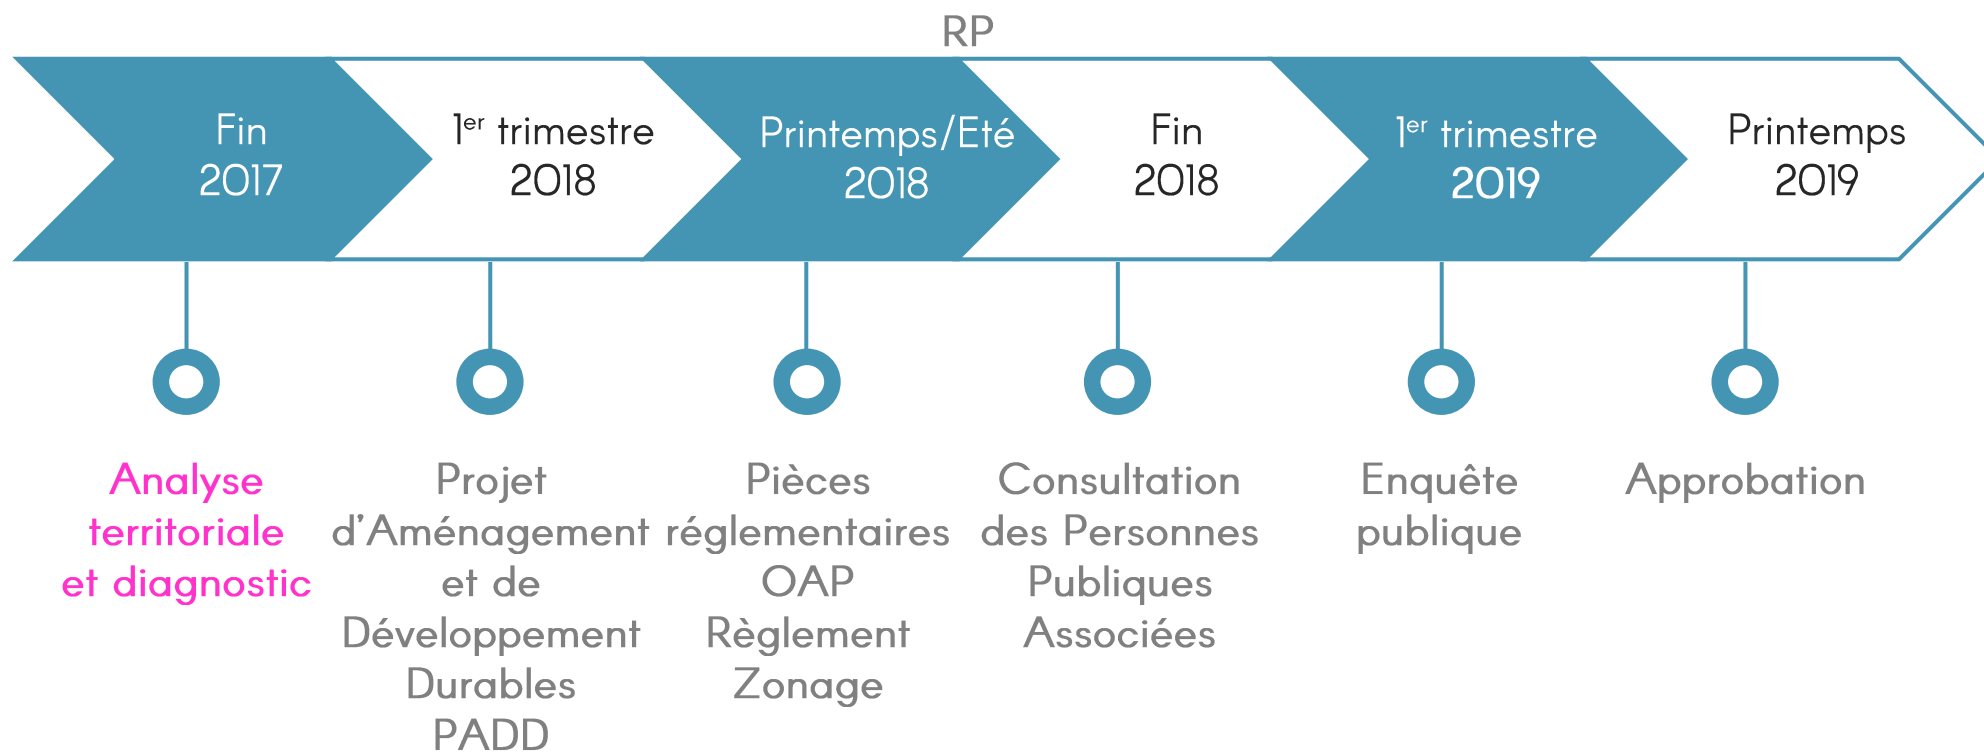 RP
Fin
2017
1er trimestre
2018
Printemps/Eté
2018
Fin
2018
1er trimestre
2019
Printemps
2019
Analyse
territoriale
et diagnostic
Projet
d'Aménagement
et de
Développement
Durables
PADD
Pièces
réglementaires
OAP
Règlement
Zonage
Consultation
des Personnes
Publiques
Associées
Enquête
publique
Approbation